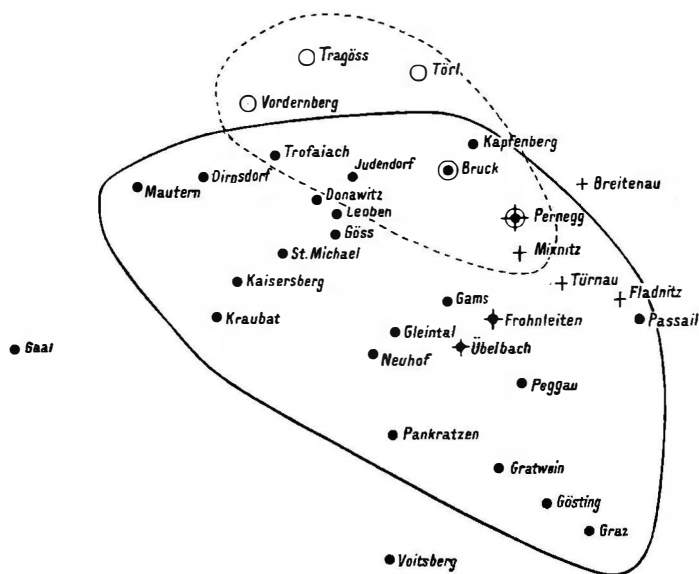 Tragöss
Törl
Vordernberg
Kapfenberg
Trofaiach
Judendorf
Bruck
Dirnsdorf
Mautern
Breitenau
Donawitz
Leoben
Pernegg
Göss
Mixnitz
St. Michael
Kaisersberg
Türnau
Fladnitz
Gams
Kraubat
Frohnleiten
Passail
Gleintal
Übelbach
Gaal
Neuhof
Peggau
Pankratzen
Gratwein
Gösting
Graz
Voitsberg